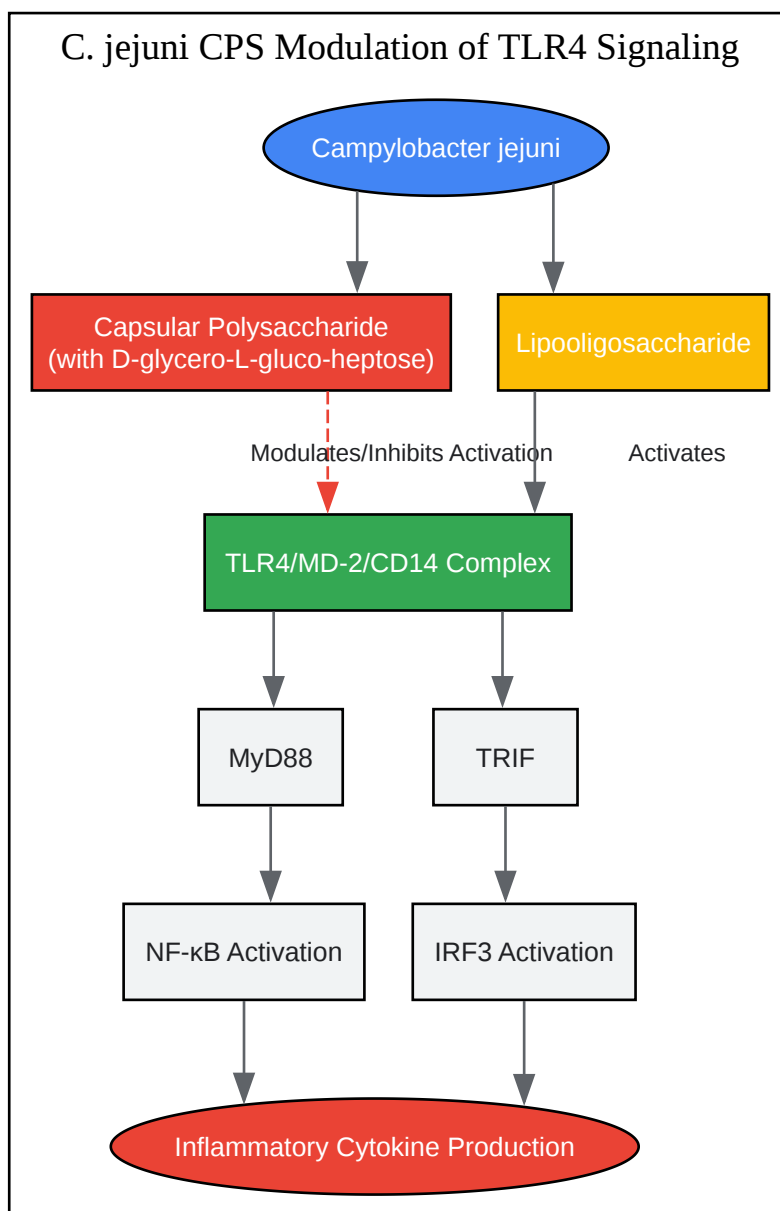 C. jejuni CPS Modulation of TLR4 Signaling
Campylobacter jejuni
Capsular Polysaccharide
(with D-glycero-L-gluco-heptose)
Lipooligosaccharide
Modulates/Inhibits Activation
Activates
TLR4/MD-2/CD14 Complex
MyD88
TRIF
NF-κB Activation
IRF3 Activation
Inflammatory Cytokine Production